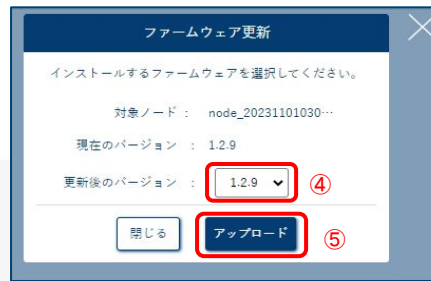 ファームウェア更新
インストールするファームウェアを選択してください。
対象ノード : node_20231101030…
現在のバージョン : 1.2.9
更新後のバージョン : 1.2.9 ④
閉じる アップロード ⑤